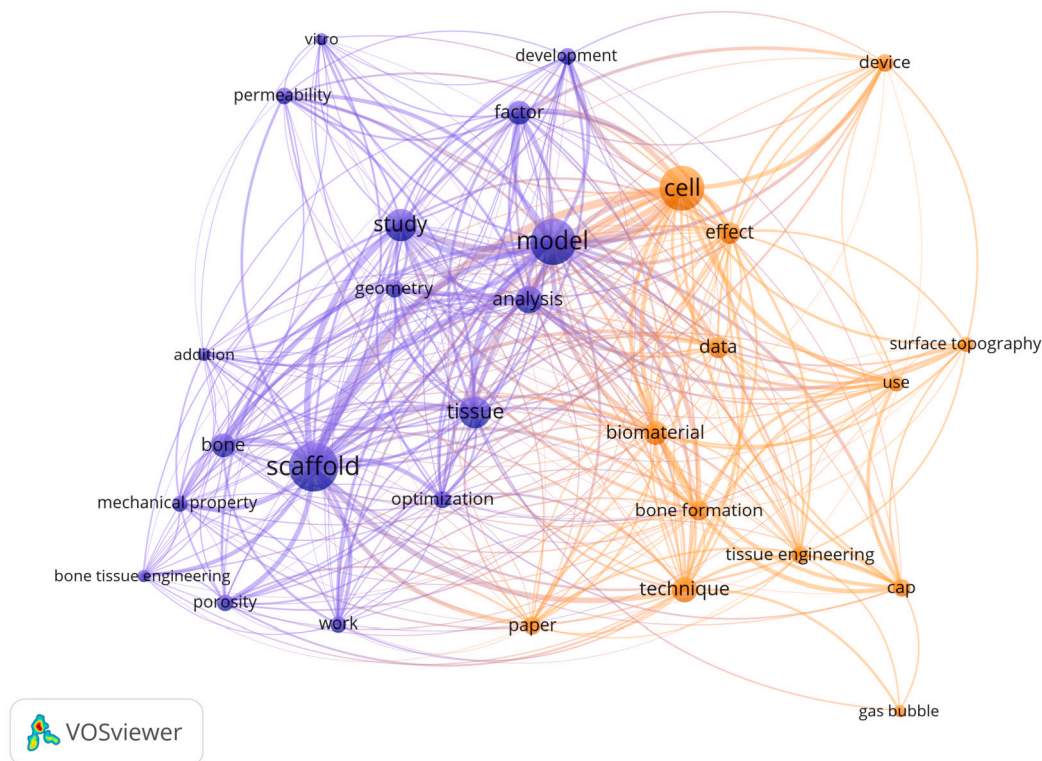 vitro
development
device
permeability
factor
cell
study
effect
model
geometry
analysis
addition
data
surface topography
use
tissue
biomaterial
bone
scaffold
mechanical property
optimization
bone formation
tissue engineering
bone tissue engineering
technique
cap
porosity
work
paper
gas bubble
VOSviewer